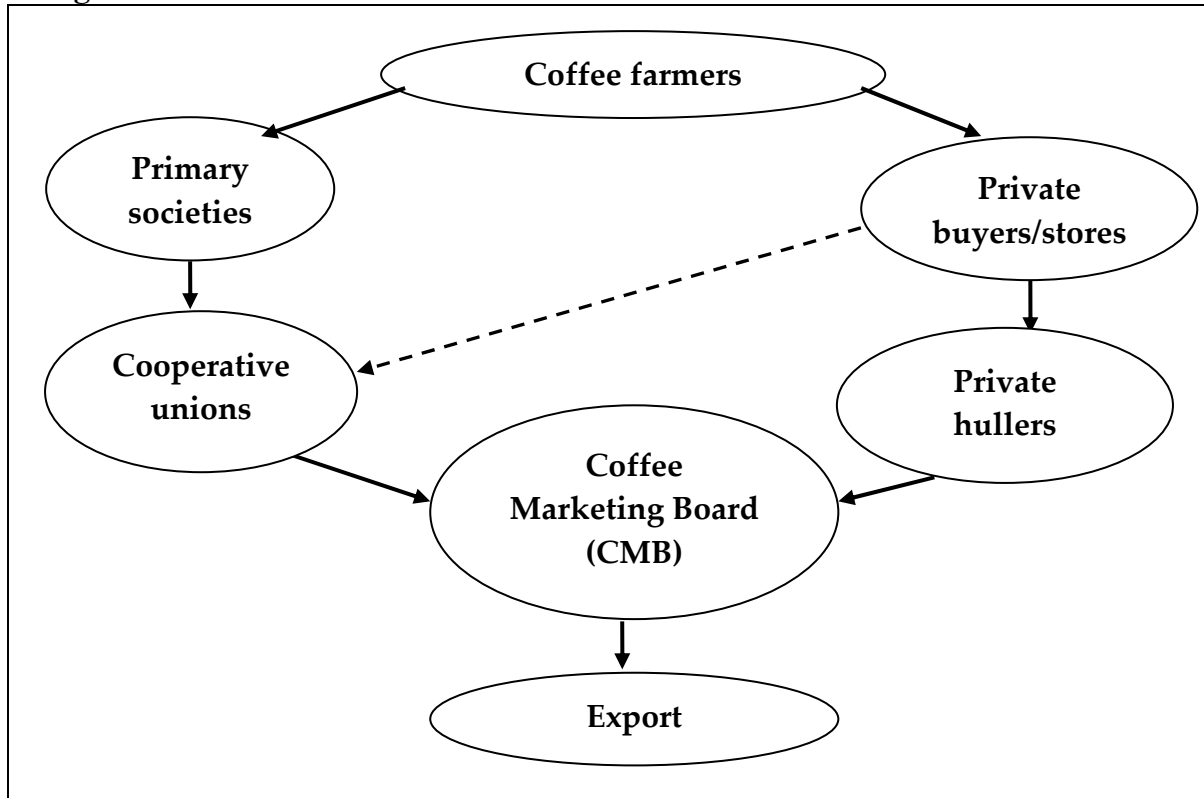 Coffee farmers
Primary
societies
Private
buyers/stores
Cooperative
unions
Private
hullers
Coffee
Marketing Board
(CMB)
Export